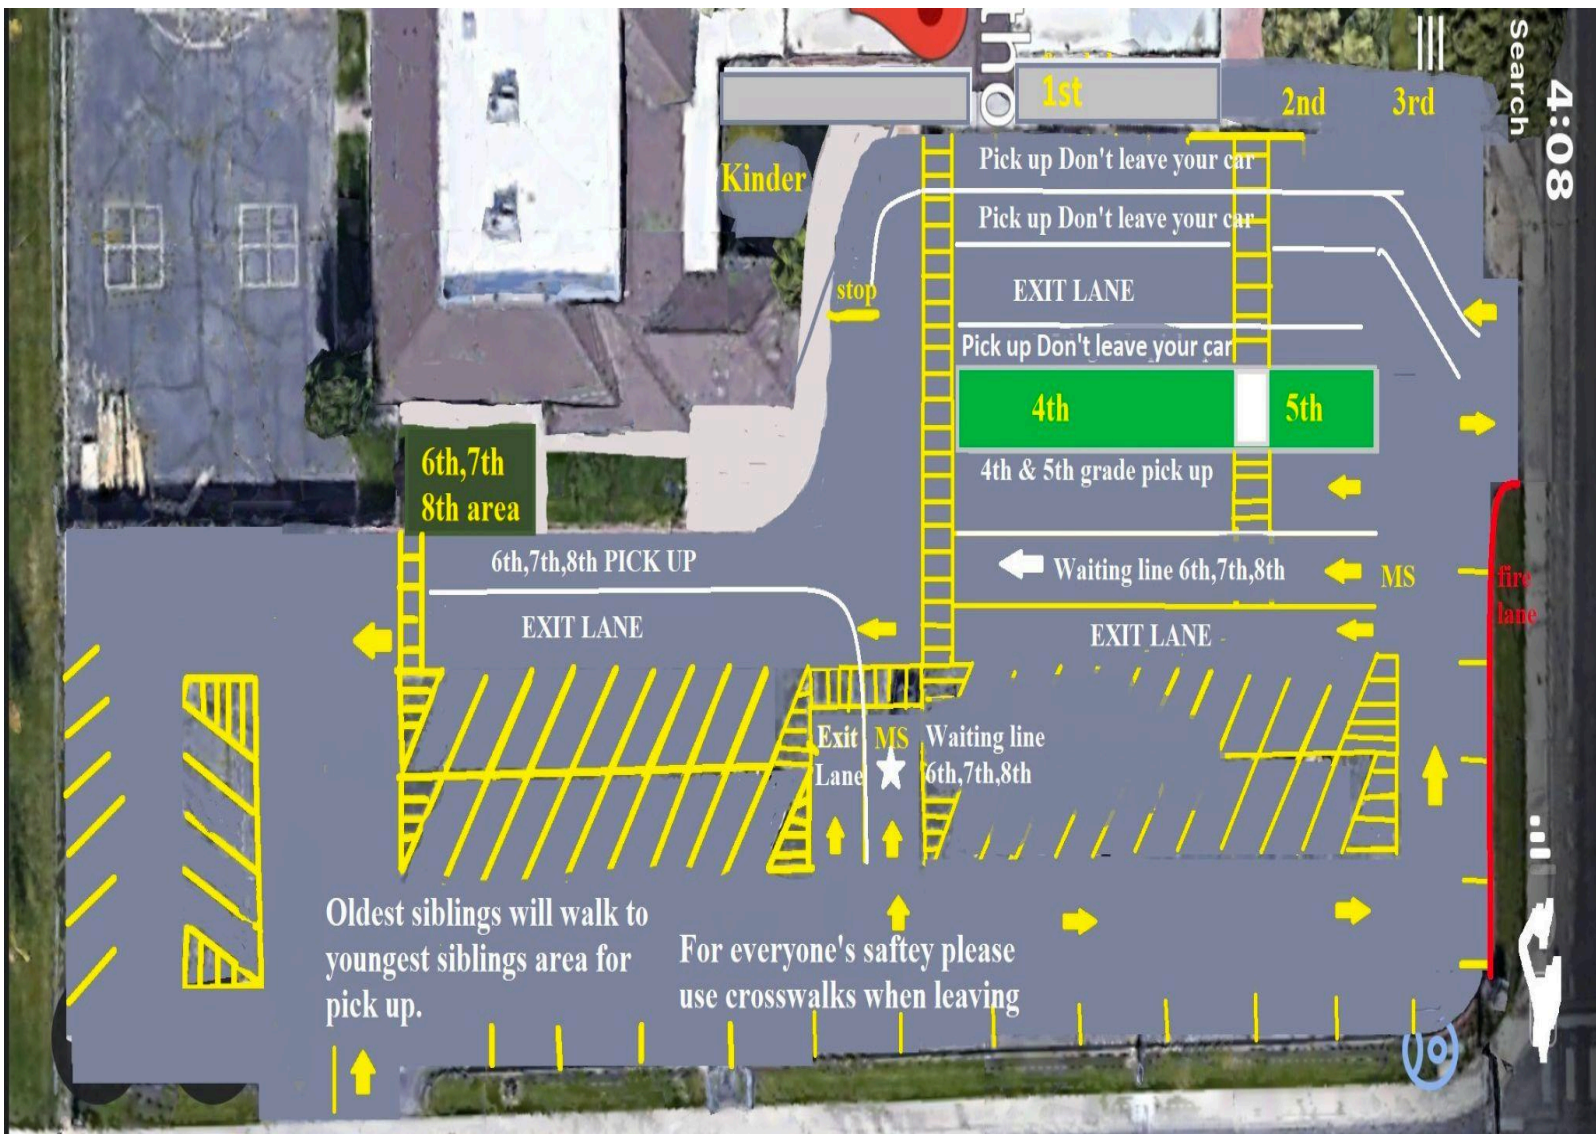 Search
4:08
tho
1st
2nd
3rd
Kinder
Pick up Don't leave your car
Pick up Don't leave your car
stop
EXIT LANE
Pick up Don't leave your car
4th
5th
4th & 5th grade pick up
6th,7th
8th area
6th,7th,8th PICK UP
Waiting line 6th,7th,8th
MS
fire
lane
EXIT LANE
EXIT LANE
Exit
Lane
MS
Waiting line
6th,7th,8th
Oldest siblings will walk to
youngest siblings area for
pick up.
For everyone's saftey please
use crosswalks when leaving